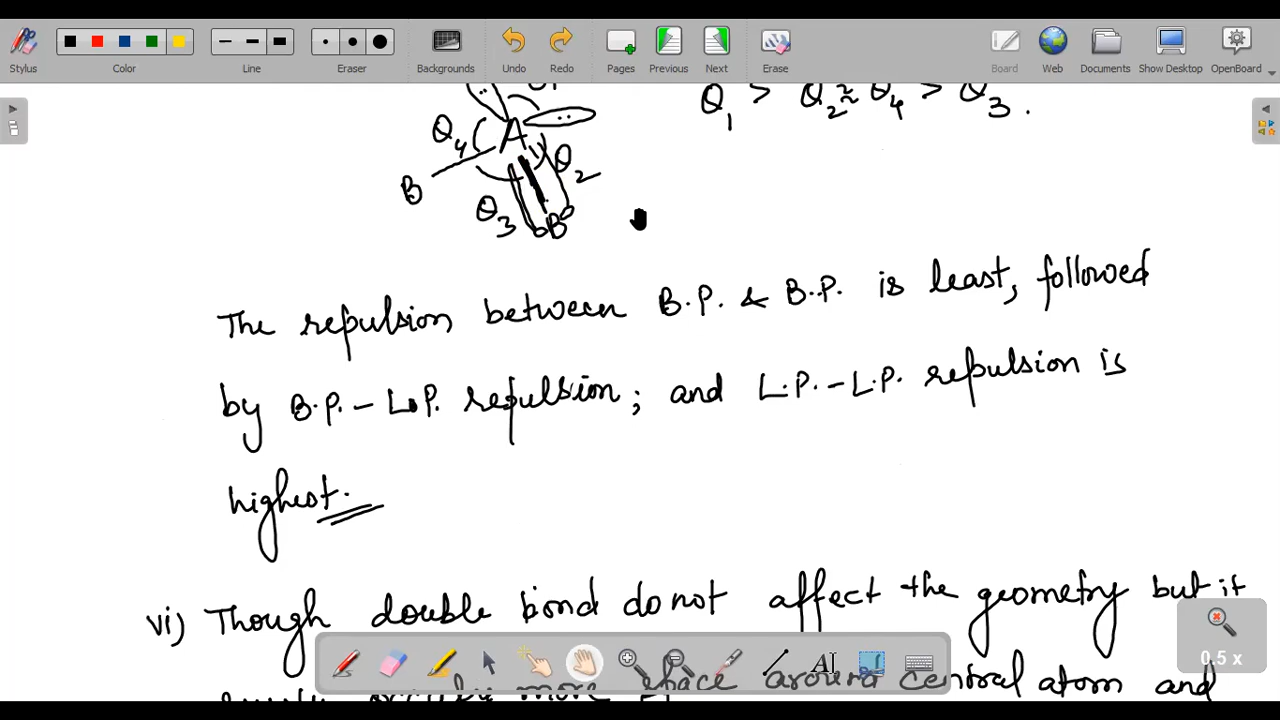 Stylus
Color
Line
Eraser
Backgrounds
Undo
Redo
Pages
Previous
Next
Erase
Board
Web
Documents
Show Desktop
OpenBoard
θ1 > θ2 ≈ θ4 > θ3.
θ4
A
θ2
B
θ3
B
The repulsion between B.P. & B.P. is least, followed
by B.P. - L.P. repulsion; and L.P. - L.P. repulsion is
highest.
vi) Though double bond do not affect the geometry but it
more space around central atom and
0.5 x